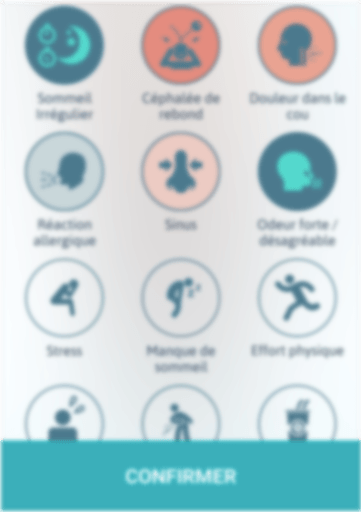 Sommeil
Irrégulier
Céphalée de
rebond
Douleur dans le
cou
Réaction
allergique
Sinus
Odeur forte /
désagréable
Stress
Manque de
sommeil
Effort physique
CONFIRMER